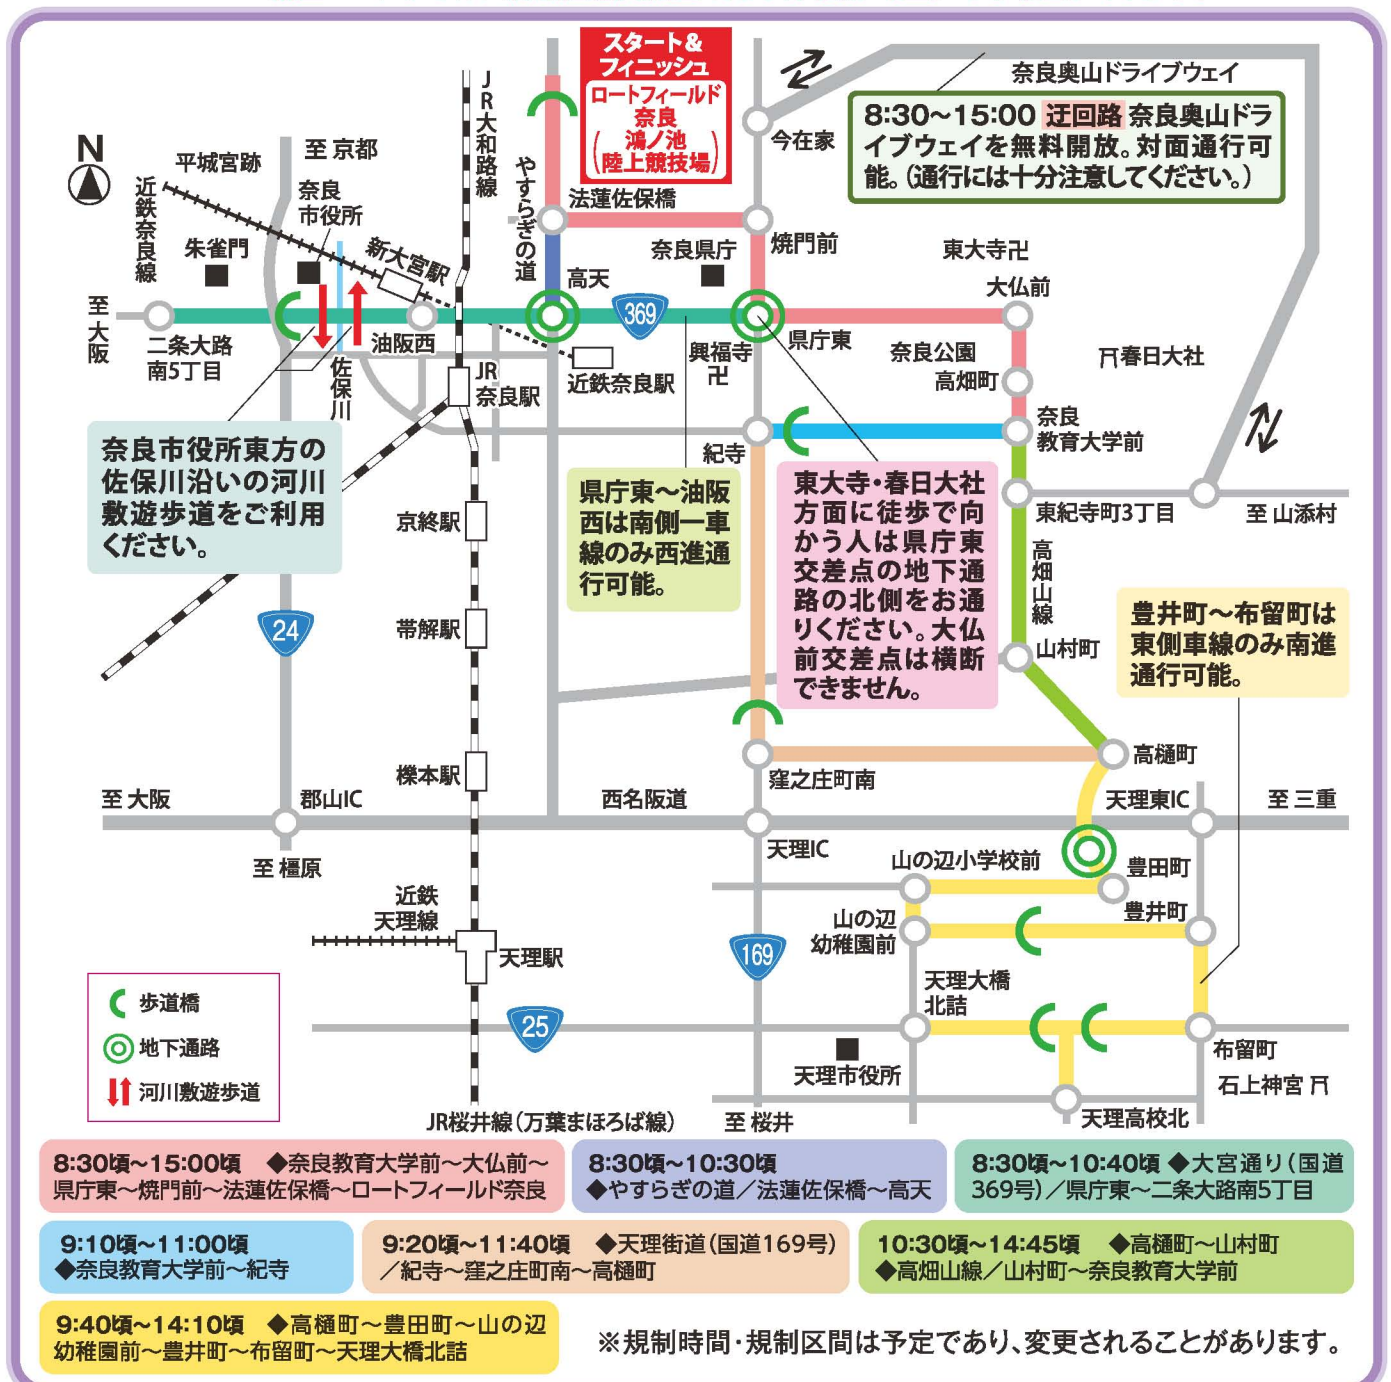 スタート&
フィニッシュ
ロートフィールド
奈良
(鴻ノ池
陸上競技場)
奈良奥山ドライブウェイ
8:30～15:00 迂回路 奈良奥山ドラ
イブウェイを無料開放。対面通行可
能。(通行には十分注意してください。)
今在家
N
平城宮跡
至 京都
JR大和路線
やすらぎの道
近鉄奈良線
奈良
市役所
朱雀門
新大宮駅
法蓮佐保橋
奈良県庁
焼門前
東大寺卍
高天
大仏前
至 大阪
369
二条大路
南5丁目
油阪西
佐保川
JR
奈良駅
近鉄奈良駅
興福寺
卍
県庁東
奈良公園
高畑町
春日大社
奈良
教育大学前
紀寺
奈良市役所東方の
佐保川沿いの河川
敷遊歩道をご利用
ください。
県庁東～油阪
西は南側一車
線のみ西進通
行可能。
東大寺・春日大社
方面に徒歩で向
かう人は県庁東
交差点の地下通
路の北側をお通
りください。大仏
前交差点は横断
できません。
東紀寺町3丁目
至 山添村
京終駅
高畑山線
帯解駅
24
山村町
豊井町～布留町は
東側車線のみ南進
通行可能。
高樋町
櫟本駅
窪之庄町南
至 大阪
郡山IC
西名阪道
天理東IC
至 三重
天理IC
至 橿原
山の辺小学校前
豊田町
近鉄
天理線
山の辺
幼稚園前
豊井町
天理駅
169
天理大橋
北詰
歩道橋
地下通路
河川敷遊歩道
25
天理市役所
布留町
石上神宮
JR桜井線(万葉まほろば線)
至 桜井
天理高校北
8:30頃～15:00頃 ◆奈良教育大学前～大仏前～
県庁東～焼門前～法蓮佐保橋～ロートフィールド奈良
8:30頃～10:30頃
◆やすらぎの道／法蓮佐保橋～高天
8:30頃～10:40頃 ◆大宮通り(国道
369号)／県庁東～二条大路南5丁目
9:10頃～11:00頃
◆奈良教育大学前～紀寺
9:20頃～11:40頃 ◆天理街道(国道169号)
／紀寺～窪之庄町南～高樋町
10:30頃～14:45頃 ◆高樋町～山村町
◆高畑山線／山村町～奈良教育大学前
9:40頃～14:10頃 ◆高樋町～豊田町～山の辺
幼稚園前～豊井町～布留町～天理大橋北詰
※規制時間・規制区間は予定であり、変更されることがあります。